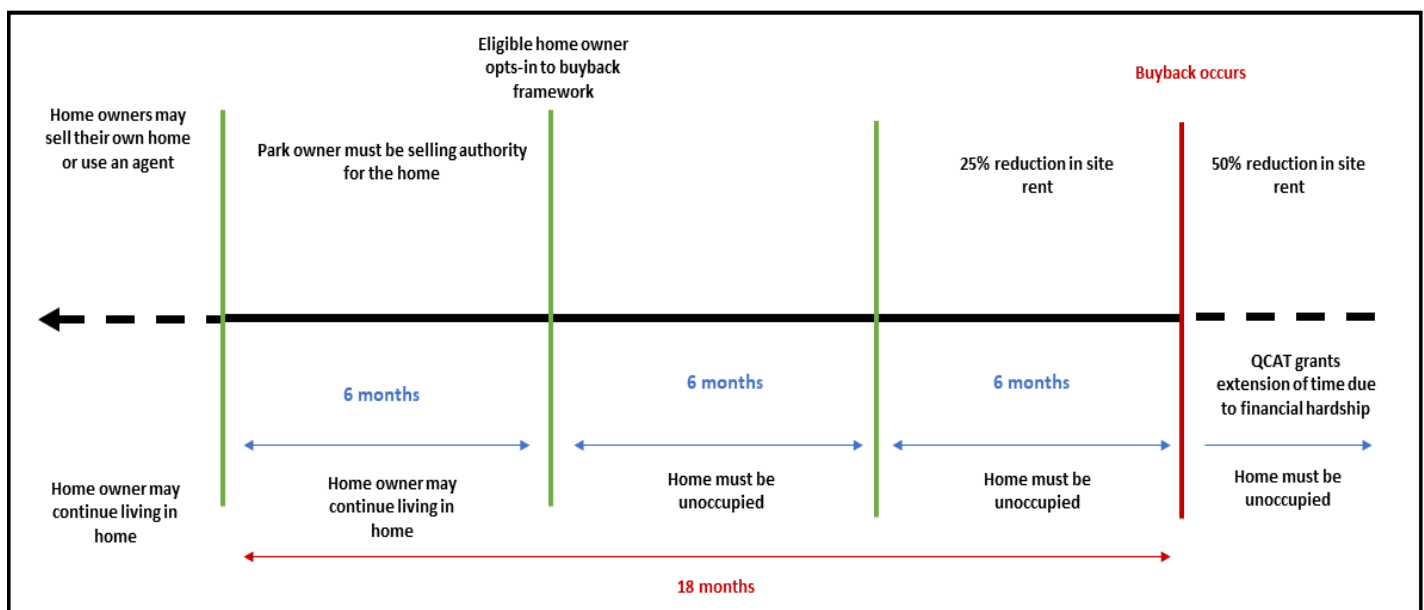 Eligible home owner
opts-in to buyback
framework
Buyback occurs
Home owners may
sell their own home
or use an agent
Park owner must be selling authority
for the home
25% reduction in site
rent
50% reduction in site
rent
6 months
6 months
6 months
QCAT grants
extension of time due
to financial hardship
Home owner may
continue living in
home
Home owner may
continue living in
home
Home must be
unoccupied
Home must be
unoccupied
Home must be
unoccupied
18 months